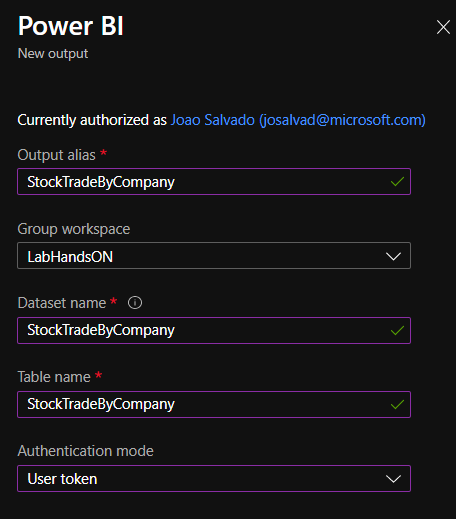 Power BI
New output
Currently authorized as Joao Salvado (josalvad@microsoft.com)
Output alias *
StockTradeByCompany
Group workspace
LabHandsON
Dataset name *
StockTradeByCompany
Table name *
StockTradeByCompany
Authentication mode
User token